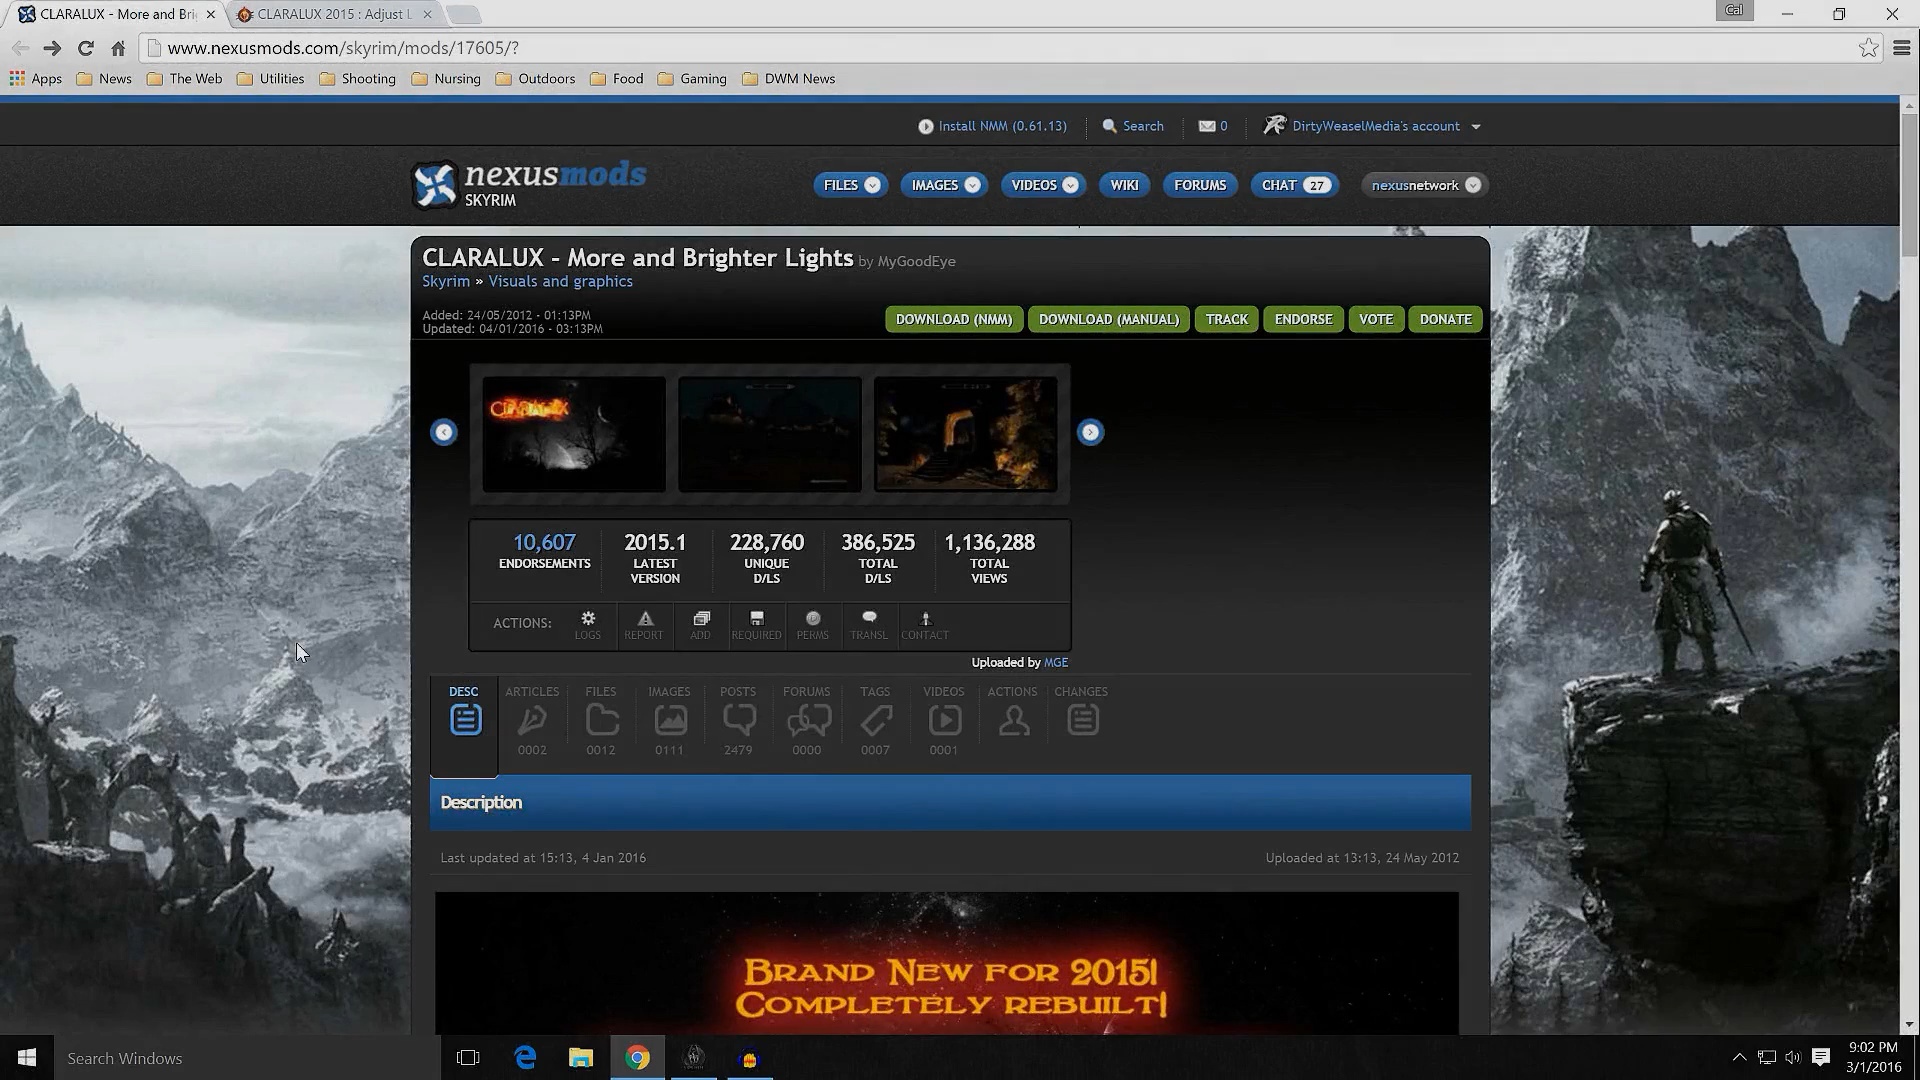 CLARALUX - More and Bri
CLARALUX 2015 : Adjust L
Cal
www.nexusmods.com/skyrim/mods/17605/?
Apps News The Web Utilities Shooting Nursing Outdoors Food Gaming DWM News
Install NMM (0.61.13) Search 0 DirtyWeaselMedia's account
nexusmods
SKYRIM
FILES IMAGES VIDEOS WIKI FORUMS CHAT 27 nexusnetwork
CLARALUX - More and Brighter Lights by MyGoodEye
Skyrim » Visuals and graphics
Added: 24/05/2012 - 01:13PM
Updated: 04/01/2016 - 03:13PM
DOWNLOAD (NMM) DOWNLOAD (MANUAL) TRACK ENDORSE VOTE DONATE
CLARALUX
10,607 2015.1 228,760 386,525 1,136,288
ENDORSEMENTS LATEST UNIQUE TOTAL TOTAL
VERSION D/LS D/LS VIEWS
ACTIONS: LOGS REPORT ADD REQUIRED PERMS TRANSL CONTACT
Uploaded by MGE
DESC ARTICLES FILES IMAGES POSTS FORUMS TAGS VIDEOS ACTIONS CHANGES
0002 0012 0111 2479 0000 0007 0001
Description
Last updated at 15:13, 4 Jan 2016 Uploaded at 13:13, 24 May 2012
BRAND NEW FOR 2015!
COMPLETELY REBUILT!
Search Windows
9:02 PM
3/1/2016